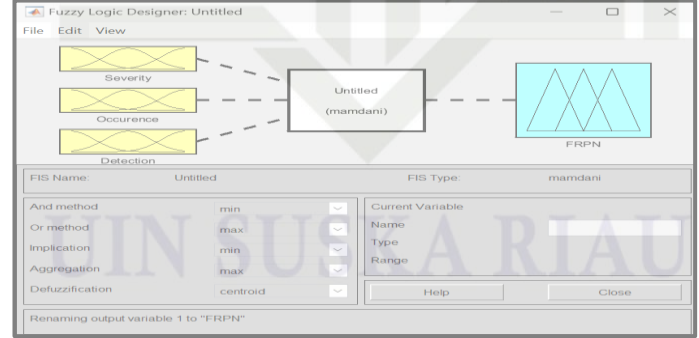 Fuzzy Logic Designer: Untitled
File Edit View
Severity
Occurence
Detection
Untitled
(mamdani)
FRPN
FIS Name: Untitled FIS Type: mamdani
And method min
Or method max
Implication min
Aggregation max
Defuzzification centroid
Current Variable
Name
Type
Range
Help Close
UIN SUSKA RIAU
Renaming output variable 1 to "FRPN"